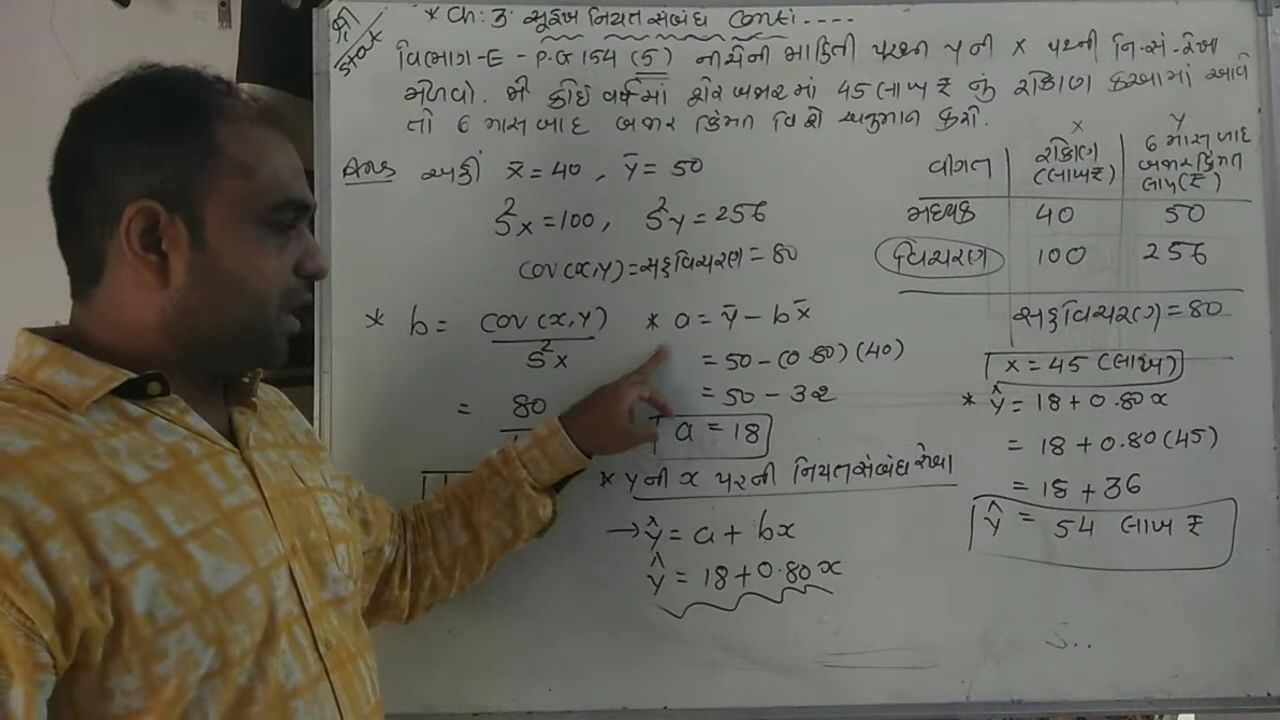 * Ch: 3 સુરેખ નિયતસંબંધ Conti ----
Stat
વિભાગ-E - P.G 154 (5) નીચેની માહિતી પરથી Y ની X પરની નિ.સં.રેખા
મેળવો. જો કોઈ વર્ષમાં શેર બજારમાં 45 લાખ ₹ નું રોકાણ કરવામાં આવે
તો 6 માસ બાદ બજાર કિંમત વિશે અનુમાન કરો.
Ans અહીં x̄ = 40 , ȳ = 50
S²x = 100, S²y = 256
COV(x,y) = સહવિચરણ = 80
* b = COV(x,y) / S²x
= 80
* a = ȳ - bx̄
= 50 - (0.80)(40)
= 50 - 32
a = 18
* Y ની x પરની નિયતસંબંધ રેખા
→ ŷ = a + bx
ŷ = 18 + 0.80x
X Y
વિગત | રોકાણ (લાખ ₹) | 6 માસ બાદ બજાર કિંમત લાખ (₹)
મધ્યક 40 50
વિચરણ 100 256
સહવિચરણ = 80
x = 45 (લાખ)
* ŷ = 18 + 0.80x
= 18 + 0.80(45)
= 18 + 36
ŷ = 54 લાખ ₹